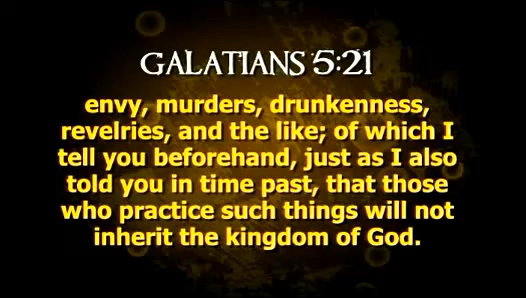 GALATIANS 5:21
envy, murders, drunkenness,
revelries, and the like; of which I
tell you beforehand, just as I also
told you in time past, that those
who practice such things will not
inherit the kingdom of God.